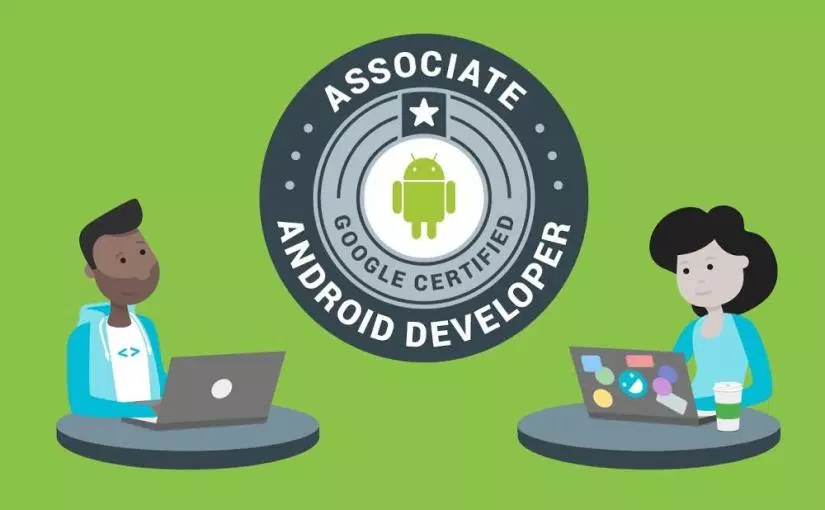 ASSOCIATE
GOOGLE CERTIFIED
ANDROID DEVELOPER
<>